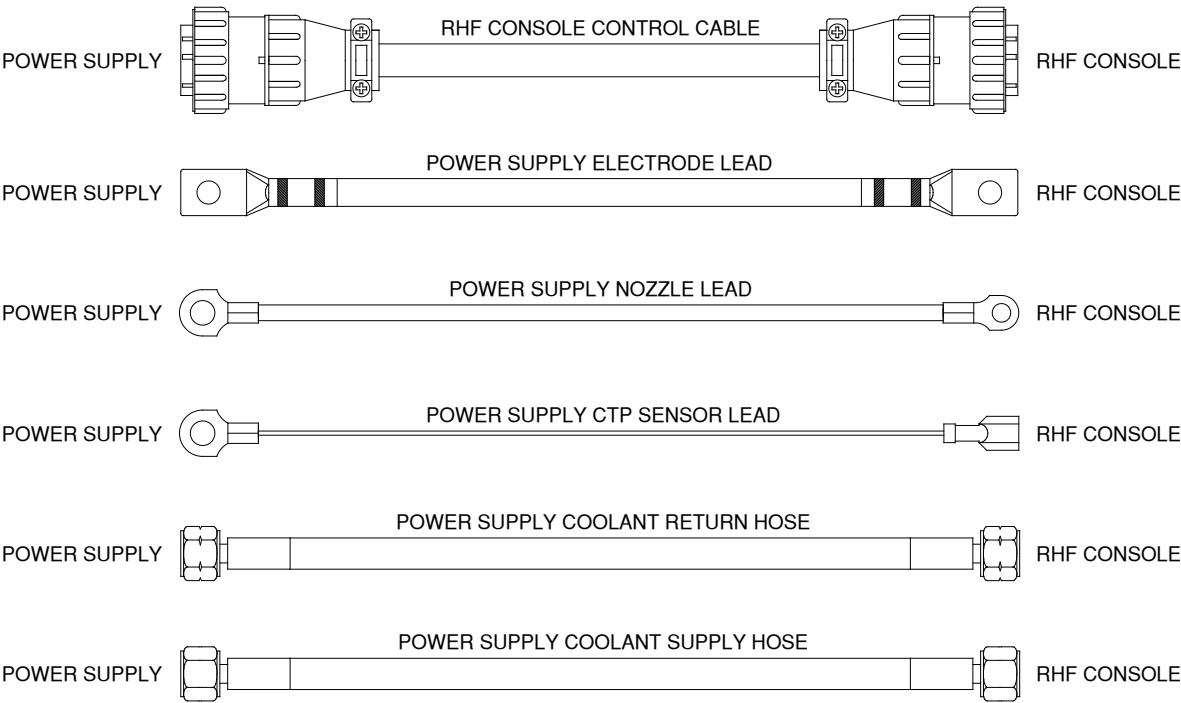 RHF CONSOLE CONTROL CABLE
POWER SUPPLY
RHF CONSOLE
POWER SUPPLY ELECTRODE LEAD
POWER SUPPLY
RHF CONSOLE
POWER SUPPLY NOZZLE LEAD
POWER SUPPLY
RHF CONSOLE
POWER SUPPLY CTP SENSOR LEAD
POWER SUPPLY
RHF CONSOLE
POWER SUPPLY COOLANT RETURN HOSE
POWER SUPPLY
RHF CONSOLE
POWER SUPPLY COOLANT SUPPLY HOSE
POWER SUPPLY
RHF CONSOLE